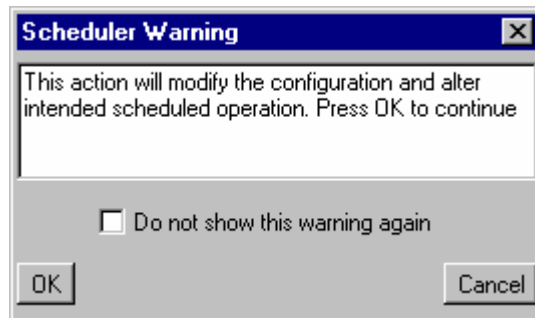 Scheduler Warning
This action will modify the configuration and alter
intended scheduled operation. Press OK to continue
Do not show this warning again
OK
Cancel